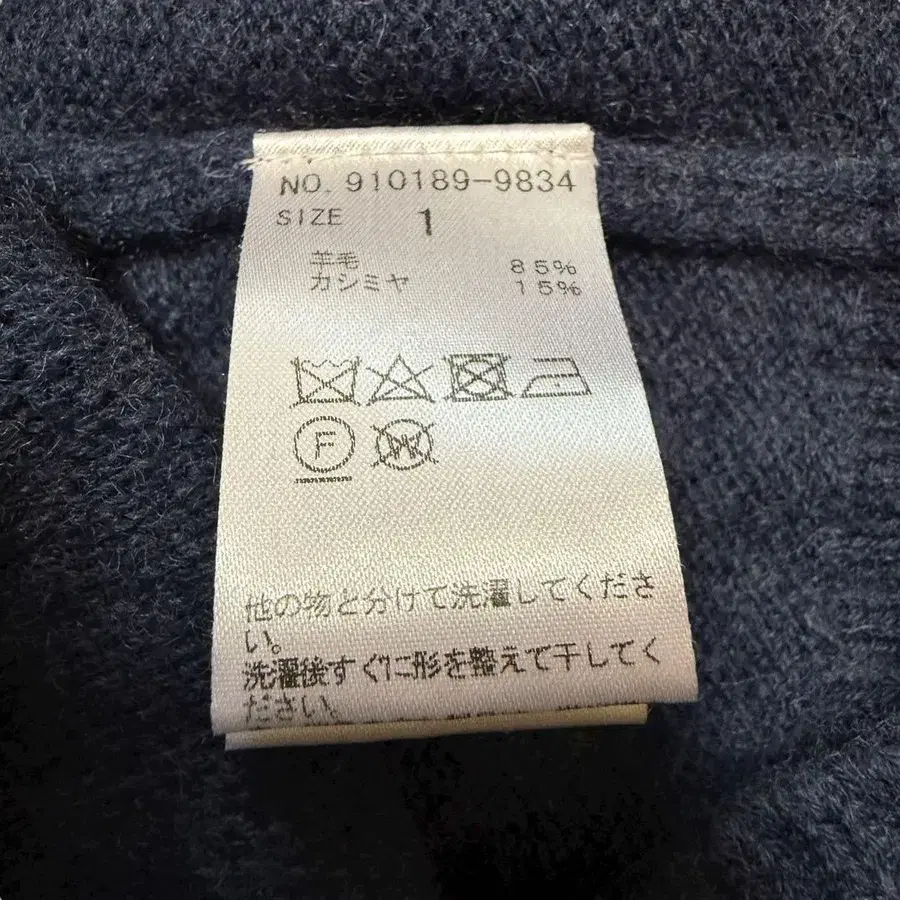 NO. 910189-9834
SIZE 1
羊毛 85%
カシミヤ 15%
F
W
他の物と分けて洗濯してくださ
い。
洗濯後すぐに形を整えて干してく
ださい。